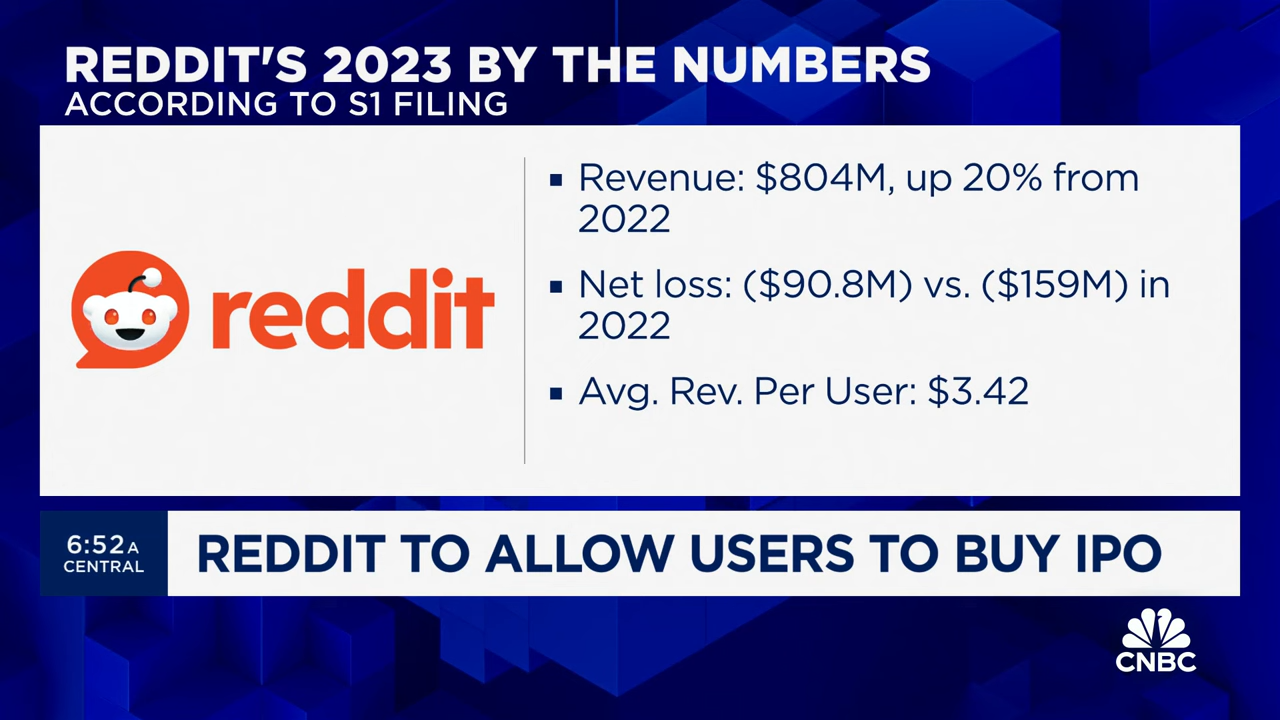 REDDIT'S 2023 BY THE NUMBERS
ACCORDING TO S1 FILING
reddit
▪ Revenue: $804M, up 20% from
2022
▪ Net loss: ($90.8M) vs. ($159M) in
2022
▪ Avg. Rev. Per User: $3.42
6:52A
CENTRAL
REDDIT TO ALLOW USERS TO BUY IPO
CNBC